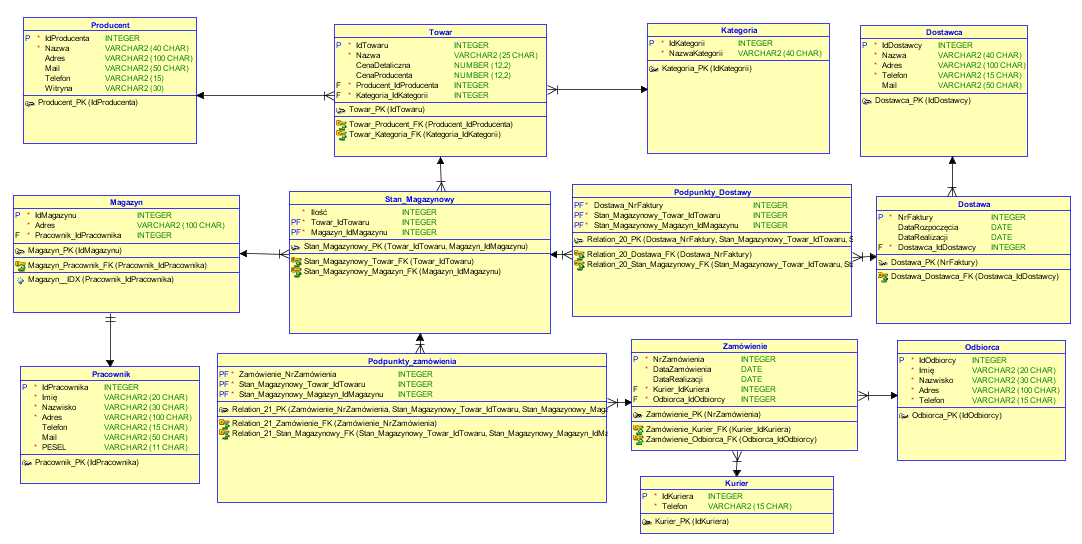 Producent
P * IdProducenta INTEGER
* Nazwa VARCHAR2 (40 CHAR)
Adres VARCHAR2 (100 CHAR)
Mail VARCHAR2 (50 CHAR)
Telefon VARCHAR2 (15)
Witryna VARCHAR2 (30)
Producent_PK (IdProducenta)
Towar
P * IdTowaru INTEGER
* Nazwa VARCHAR2 (25 CHAR)
CenaDetaliczna NUMBER (12,2)
CenaProducenta NUMBER (12,2)
F * Producent_IdProducenta INTEGER
F * Kategoria_IdKategorii INTEGER
Towar_PK (IdTowaru)
Towar_Producent_FK (Producent_IdProducenta)
Towar_Kategoria_FK (Kategoria_IdKategorii)
Kategoria
P * IdKategorii INTEGER
* NazwaKategorii VARCHAR2 (40 CHAR)
Kategoria_PK (IdKategorii)
Dostawca
P * IdDostawcy INTEGER
* Nazwa VARCHAR2 (40 CHAR)
* Adres VARCHAR2 (100 CHAR)
* Telefon VARCHAR2 (15 CHAR)
Mail VARCHAR2 (50 CHAR)
Dostawca_PK (IdDostawcy)
Magazyn
P * IdMagazynu INTEGER
* Adres VARCHAR2 (100 CHAR)
F * Pracownik_IdPracownika INTEGER
Magazyn_PK (IdMagazynu)
Magazyn_Pracownik_FK (Pracownik_IdPracownika)
Magazyn__IDX (Pracownik_IdPracownika)
Stan_Magazynowy
* Ilość INTEGER
PF * Towar_IdTowaru INTEGER
PF * Magazyn_IdMagazynu INTEGER
Stan_Magazynowy_PK (Towar_IdTowaru, Magazyn_IdMagazynu)
Stan_Magazynowy_Towar_FK (Towar_IdTowaru)
Stan_Magazynowy_Magazyn_FK (Magazyn_IdMagazynu)
Podpunkty_Dostawy
PF * Dostawa_NrFaktury INTEGER
PF * Stan_Magazynowy_Towar_IdTowaru INTEGER
PF * Stan_Magazynowy_Magazyn_IdMagazynu INTEGER
Relation_20_PK (Dostawa_NrFaktury, Stan_Magazynowy_Towar_IdTowaru, S
Relation_20_Dostawa_FK (Dostawa_NrFaktury)
Relation_20_Stan_Magazynowy_FK (Stan_Magazynowy_Towar_IdTowaru, Sta
Dostawa
P * NrFaktury INTEGER
DataRozpoczęcia DATE
DataRealizacji DATE
F * Dostawca_IdDostawcy INTEGER
Dostawa_PK (NrFaktury)
Dostawa_Dostawca_FK (Dostawca_IdDostawcy)
Pracownik
P * IdPracownika INTEGER
* Imię VARCHAR2 (20 CHAR)
* Nazwisko VARCHAR2 (30 CHAR)
* Adres VARCHAR2 (100 CHAR)
Telefon VARCHAR2 (15 CHAR)
Mail VARCHAR2 (50 CHAR)
* PESEL VARCHAR2 (11 CHAR)
Pracownik_PK (IdPracownika)
Podpunkty_zamówienia
PF * Zamówienie_NrZamówienia INTEGER
PF * Stan_Magazynowy_Towar_IdTowaru INTEGER
PF * Stan_Magazynowy_Magazyn_IdMagazynu INTEGER
Relation_21_PK (Zamówienie_NrZamówienia, Stan_Magazynowy_Towar_IdTowaru, Stan_Magazynowy_Mag
Relation_21_Zamówienie_FK (Zamówienie_NrZamówienia)
Relation_21_Stan_Magazynowy_FK (Stan_Magazynowy_Towar_IdTowaru, Stan_Magazynowy_Magazyn_IdMa
Zamówienie
P * NrZamówienia INTEGER
* DataZamówienia DATE
DataRealizacji DATE
F * Kurier_IdKuriera INTEGER
F * Odbiorca_IdOdbiorcy INTEGER
Zamówienie_PK (NrZamówienia)
Zamówienie_Kurier_FK (Kurier_IdKuriera)
Zamówienie_Odbiorca_FK (Odbiorca_IdOdbiorcy)
Odbiorca
P * IdOdbiorcy INTEGER
* Imię VARCHAR2 (20 CHAR)
* Nazwisko VARCHAR2 (30 CHAR)
* Adres VARCHAR2 (100 CHAR)
* Telefon VARCHAR2 (15 CHAR)
Odbiorca_PK (IdOdbiorcy)
Kurier
P * IdKuriera INTEGER
* Telefon VARCHAR2 (15 CHAR)
Kurier_PK (IdKuriera)